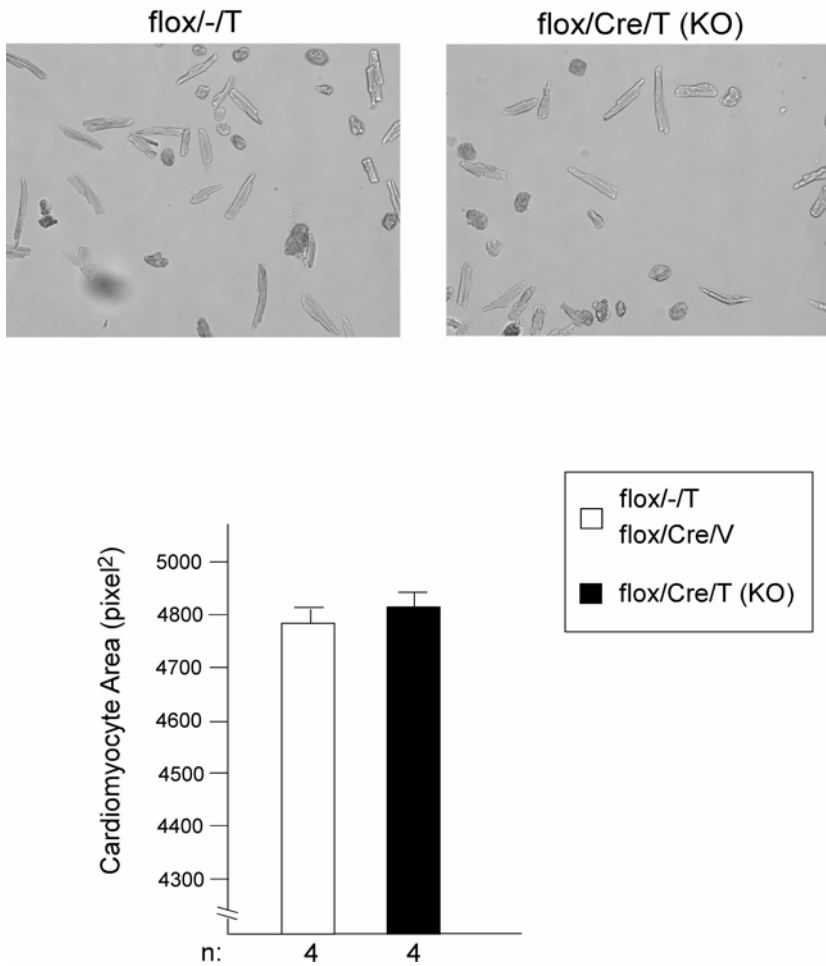 flox/-/T
flox/Cre/T (KO)
flox/-/T
flox/Cre/V
flox/Cre/T (KO)
Cardiomyocyte Area (pixel²)
5000
4800
4700
4600
4500
4400
4300
n: 4 4